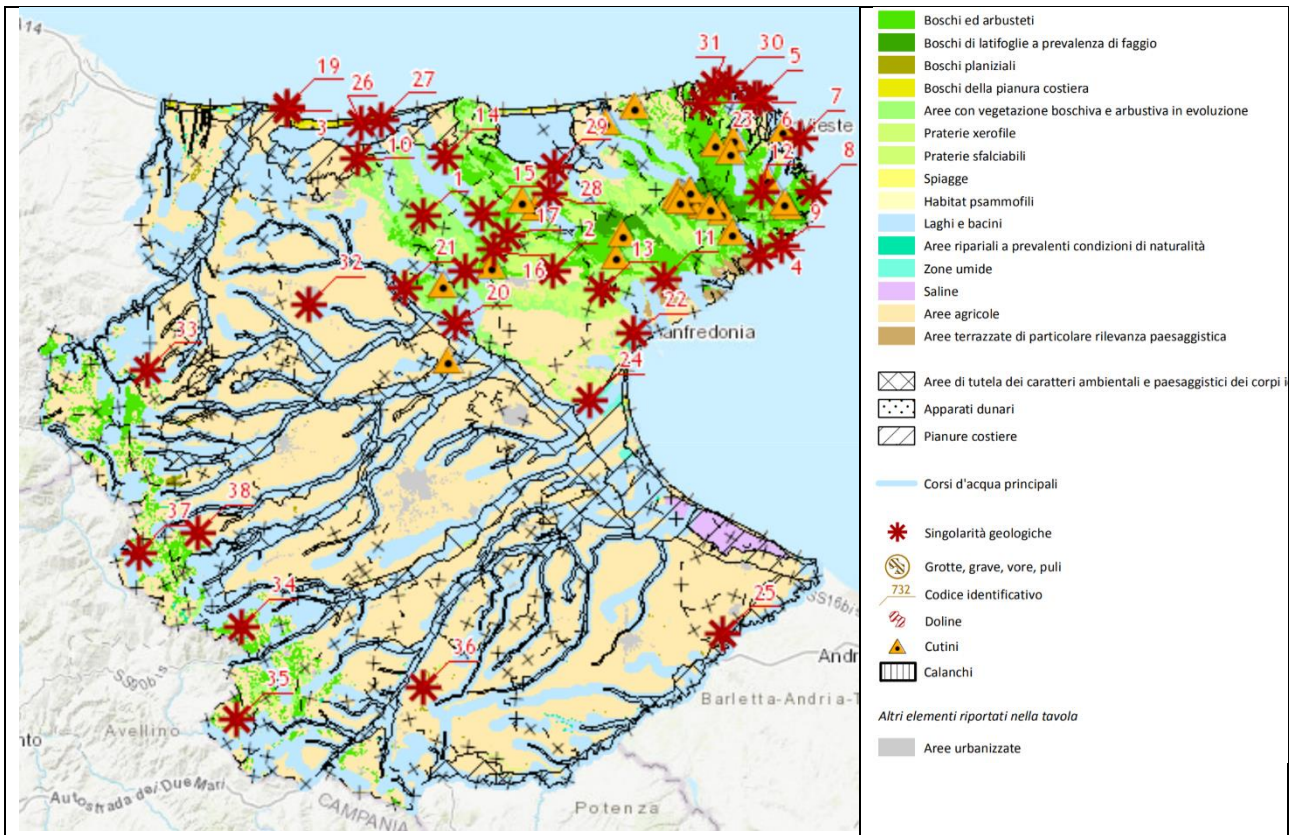 14
19
26
27
31
30
5
3
14
29
23
6
7
Vieste
10
12
8
1
15
28
17
2
9
21
16
13
11
4
32
20
22
Manfredonia
33
24
38
37
34
25
SS16bi
36
Andr
35
SS90bis
Barletta-Andria-T
nto
Avellino
Autostrada dei Due Mari
CAMPANIA
Potenza
Boschi ed arbusteti
Boschi di latifoglie a prevalenza di faggio
Boschi planiziali
Boschi della pianura costiera
Aree con vegetazione boschiva e arbustiva in evoluzione
Praterie xerofile
Praterie sfalciabili
Spiagge
Habitat psammofili
Laghi e bacini
Aree ripariali a prevalenti condizioni di naturalità
Zone umide
Saline
Aree agricole
Aree terrazzate di particolare rilevanza paesaggistica
Aree di tutela dei caratteri ambientali e paesaggistici dei corpi i
Apparati dunari
Pianure costiere
Corsi d'acqua principali
Singolarità geologiche
Grotte, grave, vore, puli
732 Codice identificativo
Doline
Cutini
Calanchi
Altri elementi riportati nella tavola
Aree urbanizzate